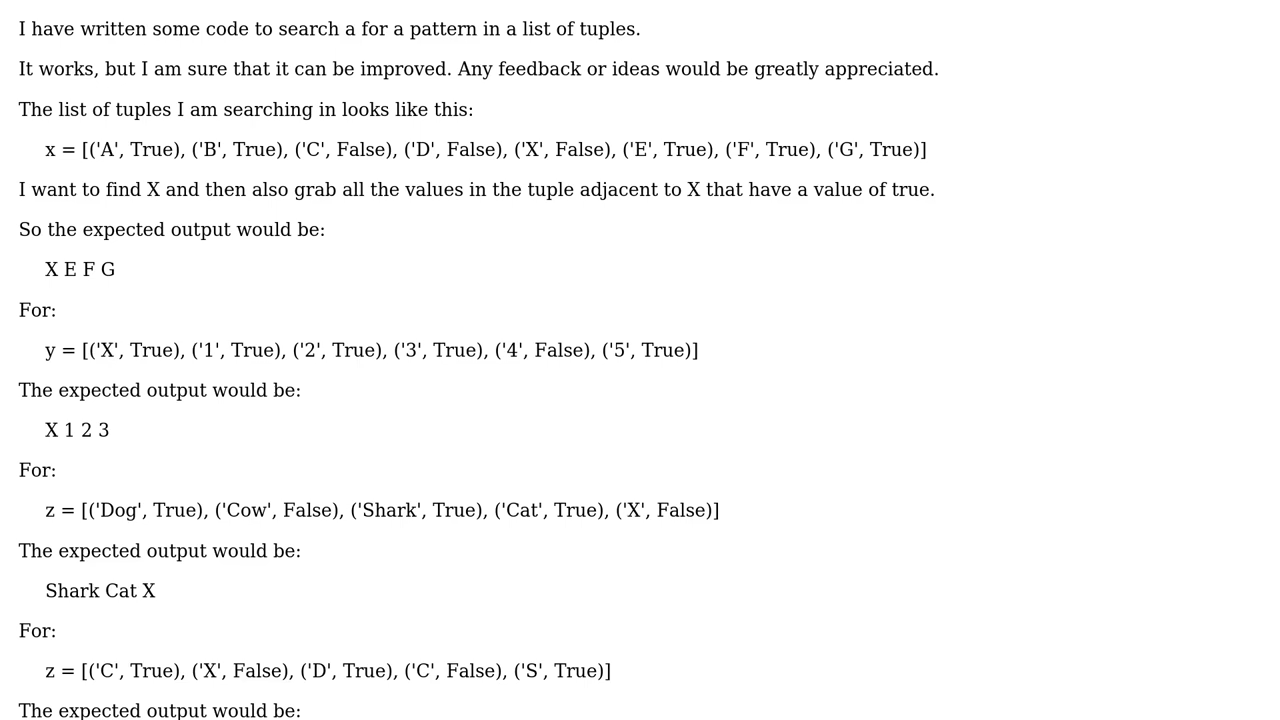 I have written some code to search a for a pattern in a list of tuples.
It works, but I am sure that it can be improved. Any feedback or ideas would be greatly appreciated.
The list of tuples I am searching in looks like this:
x = [('A', True), ('B', True), ('C', False), ('D', False), ('X', False), ('E', True), ('F', True), ('G', True)]
I want to find X and then also grab all the values in the tuple adjacent to X that have a value of true.
So the expected output would be:
X E F G
For:
y = [('X', True), ('1', True), ('2', True), ('3', True), ('4', False), ('5', True)]
The expected output would be:
X 1 2 3
For:
z = [('Dog', True), ('Cow', False), ('Shark', True), ('Cat', True), ('X', False)]
The expected output would be:
Shark Cat X
For:
z = [('C', True), ('X', False), ('D', True), ('C', False), ('S', True)]
The expected output would be: